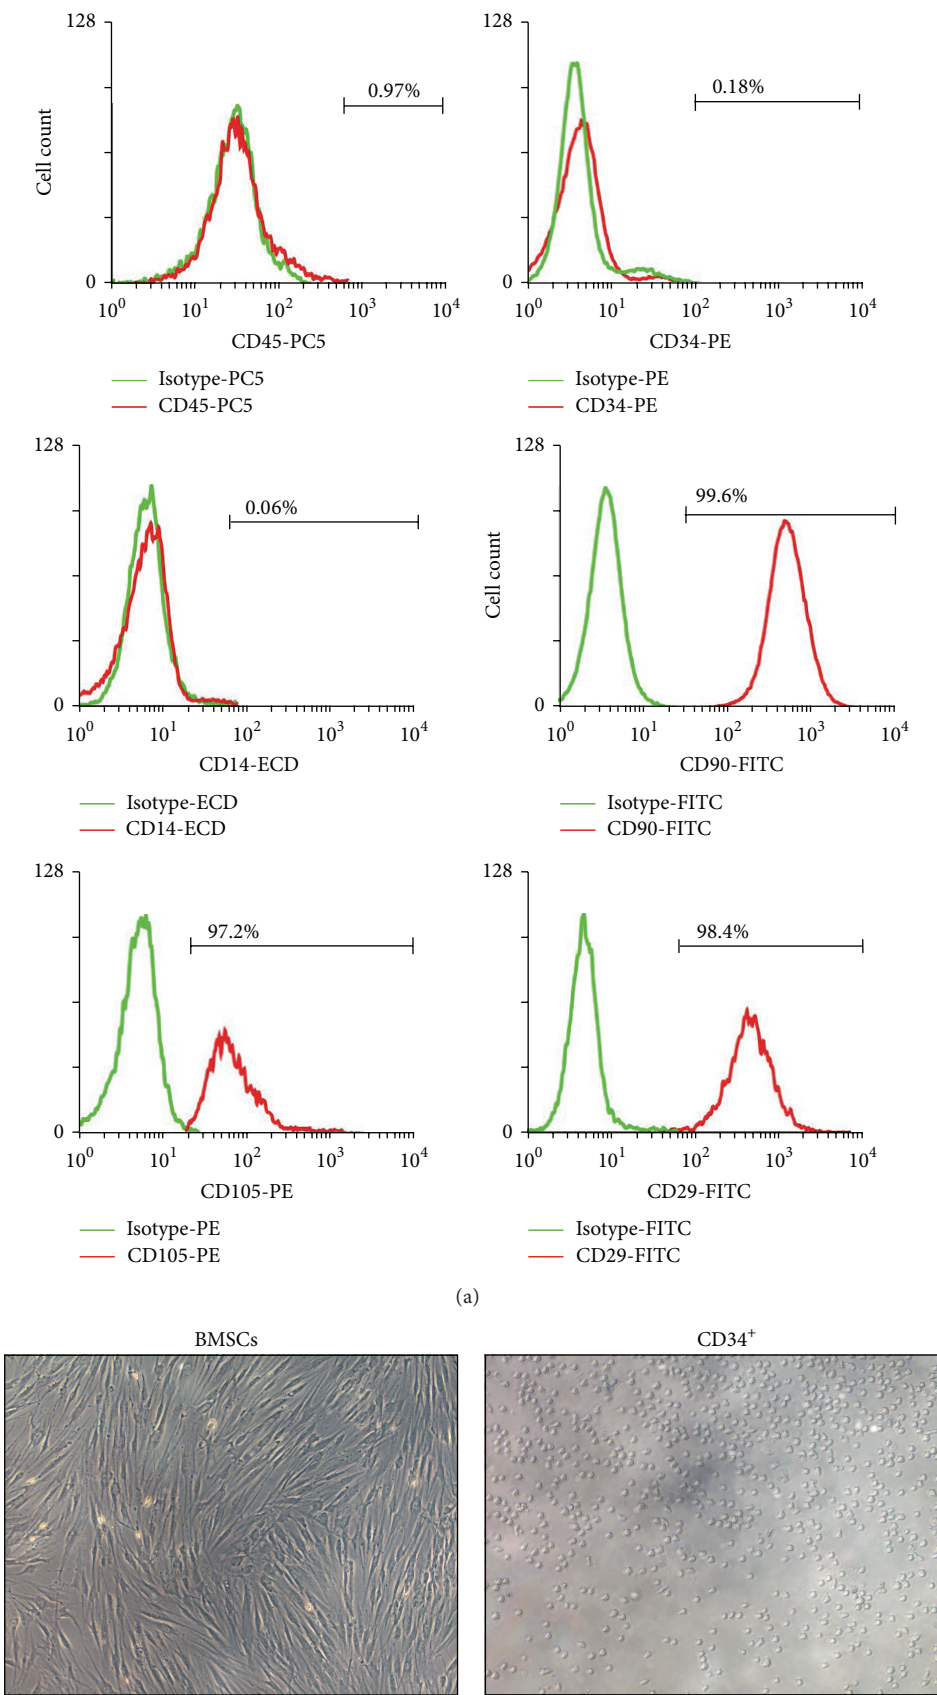 128
0.97%
Cell count
0
10^0 10^1 10^2 10^3 10^4
CD45-PC5
Isotype-PC5
CD45-PC5
128
0.18%
0
10^0 10^1 10^2 10^3 10^4
CD34-PE
Isotype-PE
CD34-PE
128
0.06%
0
10^0 10^1 10^2 10^3 10^4
CD14-ECD
Isotype-ECD
CD14-ECD
128
99.6%
Cell count
0
10^0 10^1 10^2 10^3 10^4
CD90-FITC
Isotype-FITC
CD90-FITC
128
97.2%
0
10^0 10^1 10^2 10^3 10^4
CD105-PE
Isotype-PE
CD105-PE
128
98.4%
0
10^0 10^1 10^2 10^3 10^4
CD29-FITC
Isotype-FITC
CD29-FITC
(a)
BMSCs
CD34^+